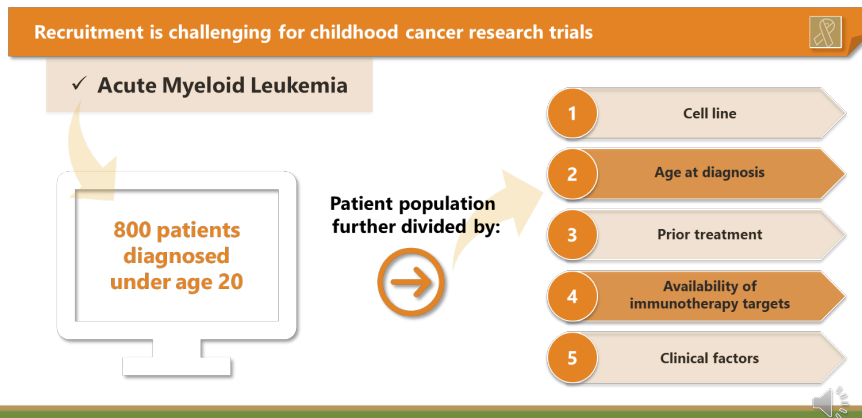 Recruitment is challenging for childhood cancer research trials
✓ Acute Myeloid Leukemia
800 patients
diagnosed
under age 20
Patient population
further divided by:
1 Cell line
2 Age at diagnosis
3 Prior treatment
4 Availability of
immunotherapy targets
5 Clinical factors